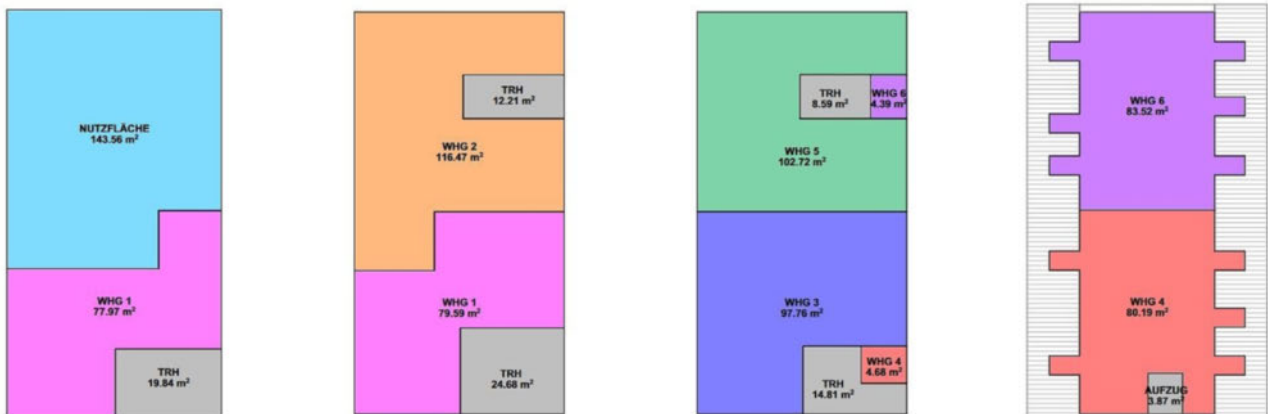 NUTZFLÄCHE
143.56 m²
WHG 1
77.97 m²
TRH
19.84 m²
TRH
12.21 m²
WHG 2
116.47 m²
WHG 1
79.59 m²
TRH
24.68 m²
TRH
8.59 m²
WHG 6
4.39 m²
WHG 5
102.72 m²
WHG 3
97.76 m²
WHG 4
4.68 m²
TRH
14.81 m²
WHG 6
83.52 m²
WHG 4
80.19 m²
AUFZUG
3.87 m²